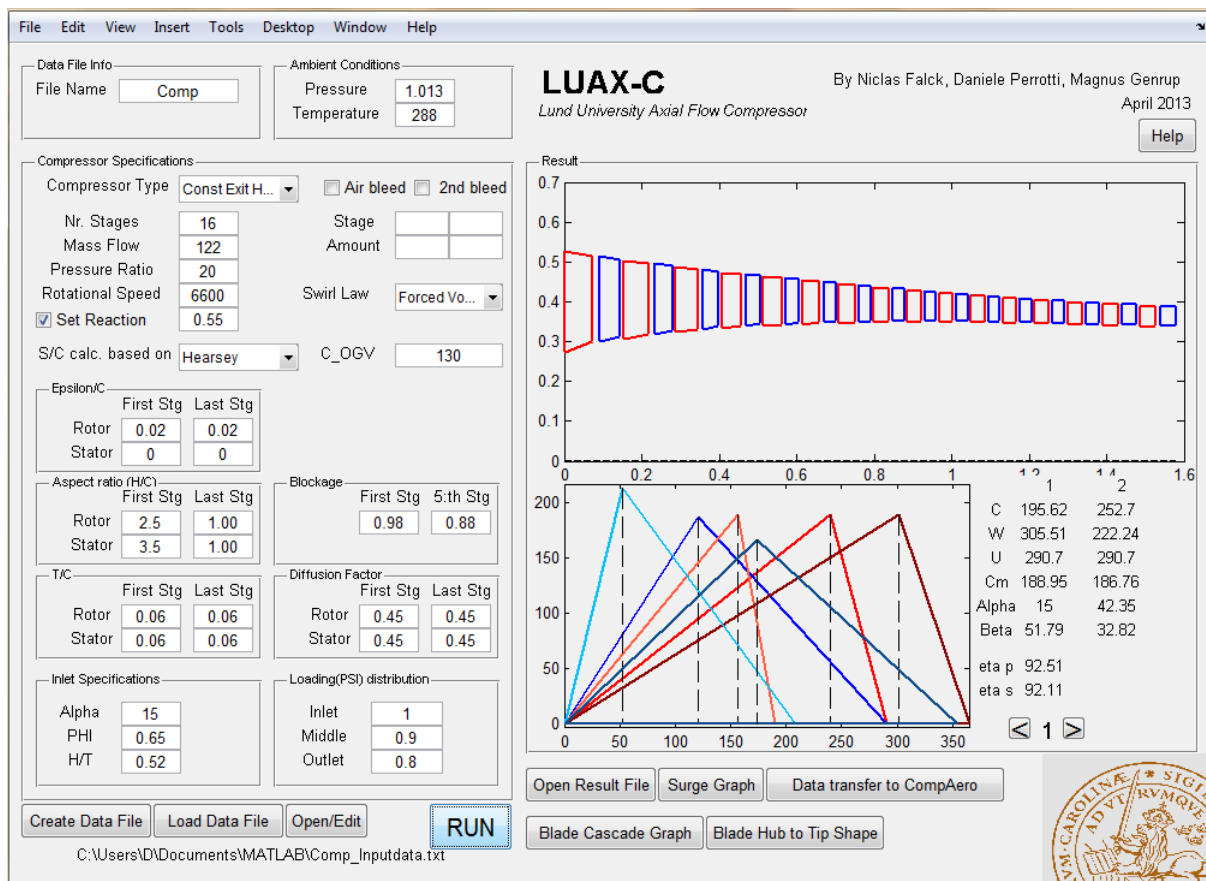 File Edit View Insert Tools Desktop Window Help
Data File Info
File Name Comp
Ambient Conditions
Pressure 1.013
Temperature 288
LUAX-C
Lund University Axial Flow Compressor
By Niclas Falck, Daniele Perrotti, Magnus Genrup
April 2013
Help
Compressor Specifications
Compressor Type Const Exit H... Air bleed 2nd bleed
Nr. Stages 16 Stage
Mass Flow 122 Amount
Pressure Ratio 20
Rotational Speed 6600 Swirl Law Forced Vo...
Set Reaction 0.55
S/C calc. based on Hearsey C_OGV 130
Epsilon/C
First Stg Last Stg
Rotor 0.02 0.02
Stator 0 0
Aspect ratio (H/C)
First Stg Last Stg
Rotor 2.5 1.00
Stator 3.5 1.00
Blockage
First Stg 5:th Stg
0.98 0.88
T/C
First Stg Last Stg
Rotor 0.06 0.06
Stator 0.06 0.06
Diffusion Factor
First Stg Last Stg
Rotor 0.45 0.45
Stator 0.45 0.45
Inlet Specifications
Alpha 15
PHI 0.65
H/T 0.52
Loading(PSI) distribution
Inlet 1
Middle 0.9
Outlet 0.8
Create Data File Load Data File Open/Edit RUN
C:\Users\D\Documents\MATLAB\Comp_Inputdata.txt
Result
0.7
0.6
0.5
0.4
0.3
0.2
0.1
0
0 0.2 0.4 0.6 0.8 1 1.2 1.4 1.6
200
150
100
50
0
0 50 100 150 200 250 300 350
1 2
C 195.62 252.7
W 305.51 222.24
U 290.7 290.7
Cm 188.95 186.76
Alpha 15 42.35
Beta 51.79 32.82
eta p 92.51
eta s 92.11
< 1 >
Open Result File Surge Graph Data transfer to CompAero
Blade Cascade Graph Blade Hub to Tip Shape